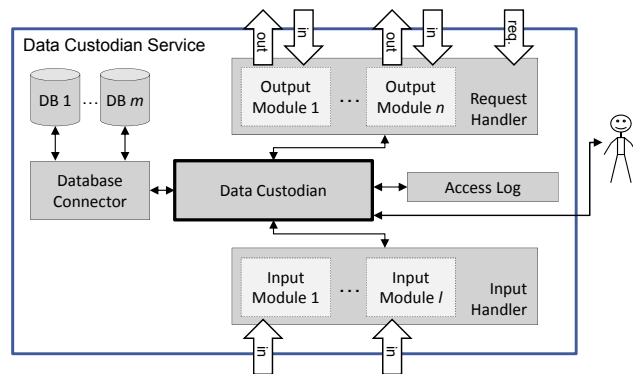 out
in
out
in
req.
Data Custodian Service
DB 1
...
DB m
Output
Module 1
...
Output
Module n
Request
Handler
Database
Connector
Data Custodian
Access Log
Input
Module 1
...
Input
Module l
Input
Handler
in
in